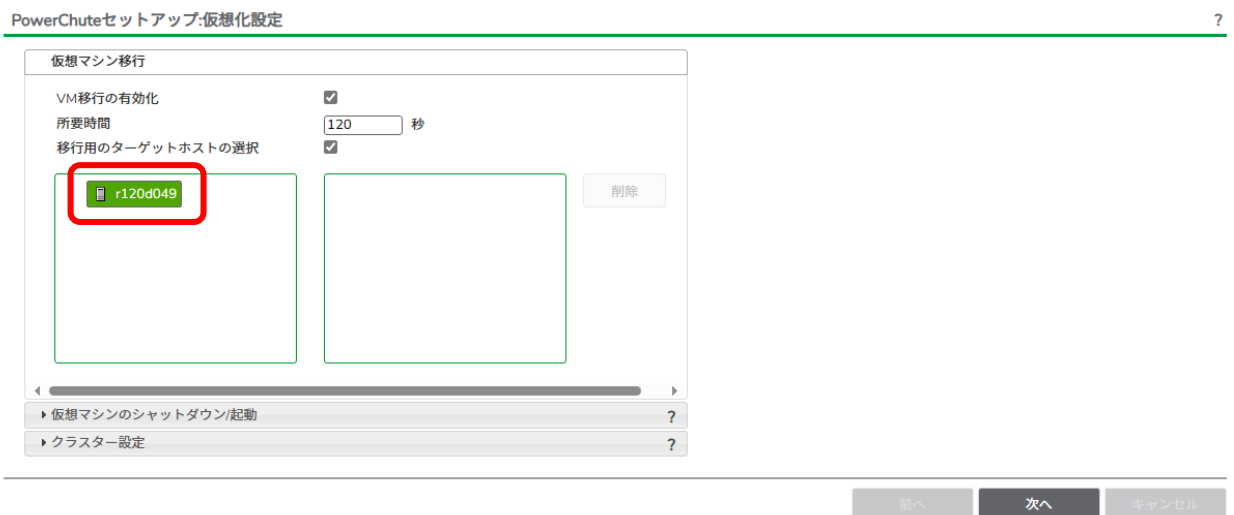 PowerChuteセットアップ:仮想化設定 ?
仮想マシン移行
VM移行の有効化
所要時間 120 秒
移行用のターゲットホストの選択
r120d049
削除
仮想マシンのシャットダウン/起動 ?
クラスター設定 ?
前へ 次へ キャンセル